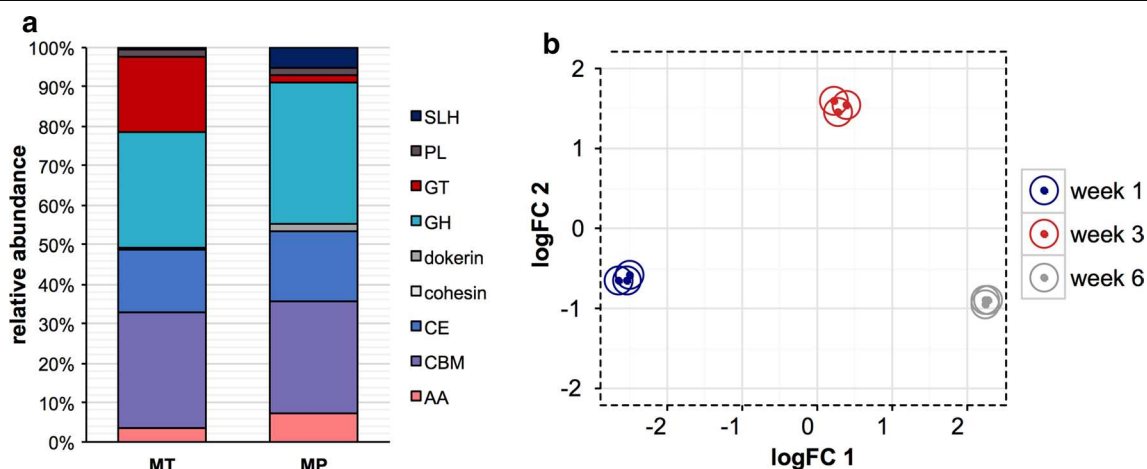 a
100%
90%
80%
70%
60%
50%
40%
30%
20%
10%
0%
relative abundance
MT
MP
SLH
PL
GT
GH
dokerin
cohesin
CE
CBM
AA
b
2
1
0
-1
-2
logFC 2
-2
-1
0
1
2
logFC 1
week 1
week 3
week 6